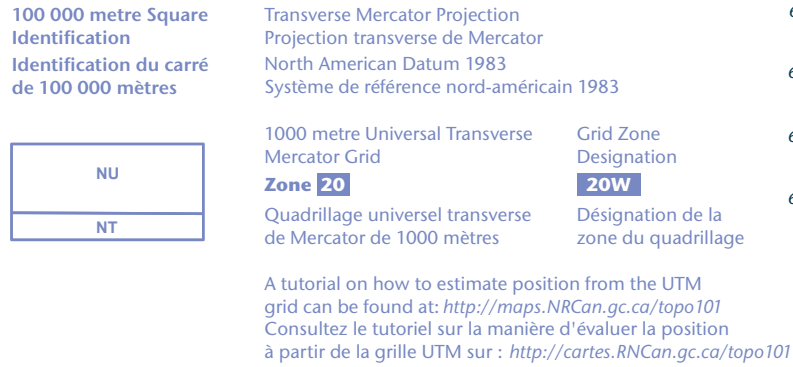 100 000 metre Square
Identification
Identification du carré
de 100 000 mètres
NU
NT
Transverse Mercator Projection
Projection transverse de Mercator
North American Datum 1983
Système de référence nord-américain 1983
1000 metre Universal Transverse
Mercator Grid
Zone 20
Quadrillage universel transverse
de Mercator de 1000 mètres
Grid Zone
Designation
20W
Désignation de la
zone du quadrillage
A tutorial on how to estimate position from the UTM
grid can be found at: http://maps.NRCan.gc.ca/topo101
Consultez le tutoriel sur la manière d'évaluer la position
à partir de la grille UTM sur : http://cartes.RNCan.gc.ca/topo101